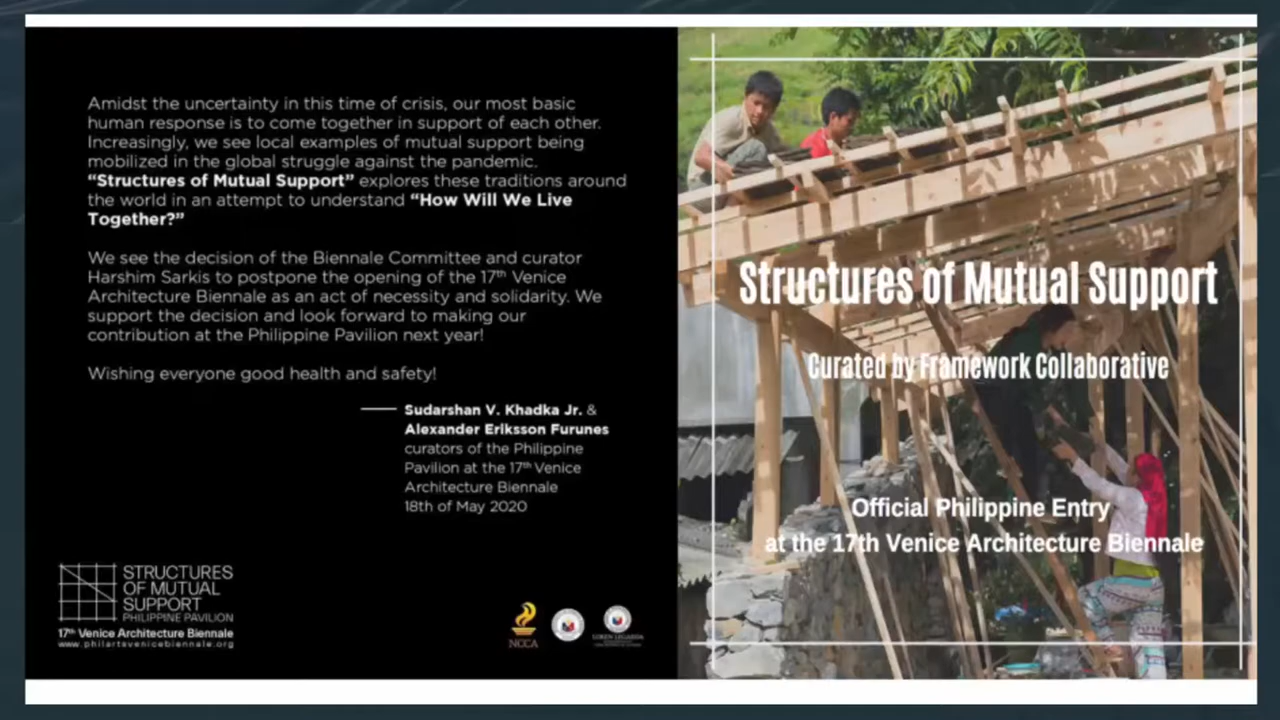 Amidst the uncertainty in this time of crisis, our most basic
human response is to come together in support of each other.
Increasingly, we see local examples of mutual support being
mobilized in the global struggle against the pandemic.
“Structures of Mutual Support” explores these traditions around
the world in an attempt to understand “How Will We Live
Together?”
We see the decision of the Biennale Committee and curator
Harshim Sarkis to postpone the opening of the 17th Venice
Architecture Biennale as an act of necessity and solidarity. We
support the decision and look forward to making our
contribution at the Philippine Pavilion next year!
Wishing everyone good health and safety!
Sudarshan V. Khadka Jr. &
Alexander Eriksson Furunes
curators of the Philippine
Pavilion at the 17th Venice
Architecture Biennale
18th of May 2020
STRUCTURES
OF MUTUAL
SUPPORT
PHILIPPINE PAVILION
17th Venice Architecture Biennale
www.philartsvenicebiennale.org
NCCA
LOREN LEGARDA
Structures of Mutual Support
Curated by Framework Collaborative
Official Philippine Entry
at the 17th Venice Architecture Biennale